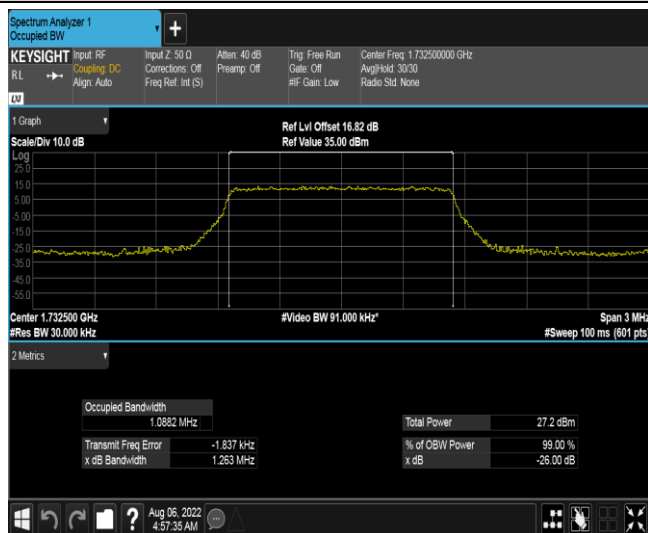 Spectrum Analyzer 1
Occupied BW
+
KEYSIGHT
Input: RF
Input Z: 50 Ω
Atten: 40 dB
Trig: Free Run
Center Freq: 1.732500000 GHz
R L
Coupling: DC
Corrections: Off
Preamp: Off
Gate: Off
Avg|Hold: 30/30
Align: Auto
Freq Ref: Int (S)
#IF Gain: Low
Radio Std: None
LXI
1 Graph
Ref Lvl Offset 16.82 dB
Scale/Div 10.0 dB
Ref Value 35.00 dBm
Log
25.0
15.0
5.00
-5.00
-15.0
-25.0
-35.0
-45.0
-55.0
Center 1.732500 GHz
#Video BW 91.000 kHz*
Span 3 MHz
#Res BW 30.000 kHz
#Sweep 100 ms (601 pts)
2 Metrics
Occupied Bandwidth
1.0882 MHz
Total Power
27.2 dBm
Transmit Freq Error
-1.837 kHz
% of OBW Power
99.00 %
x dB Bandwidth
1.263 MHz
x dB
-26.00 dB
?
Aug 06, 2022
4:57:35 AM